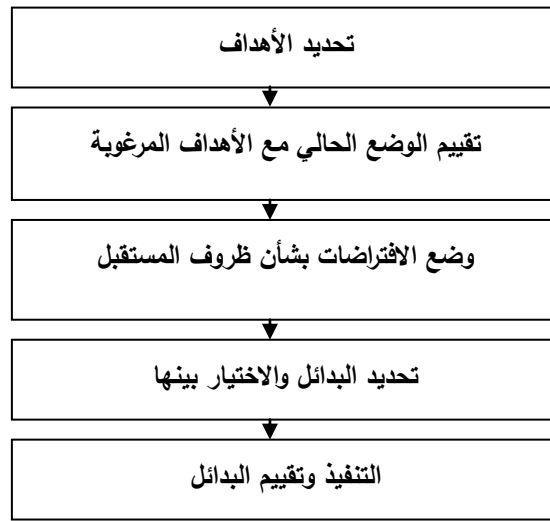 تحديد الأهداف
تقييم الوضع الحالي مع الأهداف المرغوبة
وضع الافتراضات بشأن ظروف المستقبل
تحديد البدائل والاختيار بينها
التنفيذ وتقييم البدائل